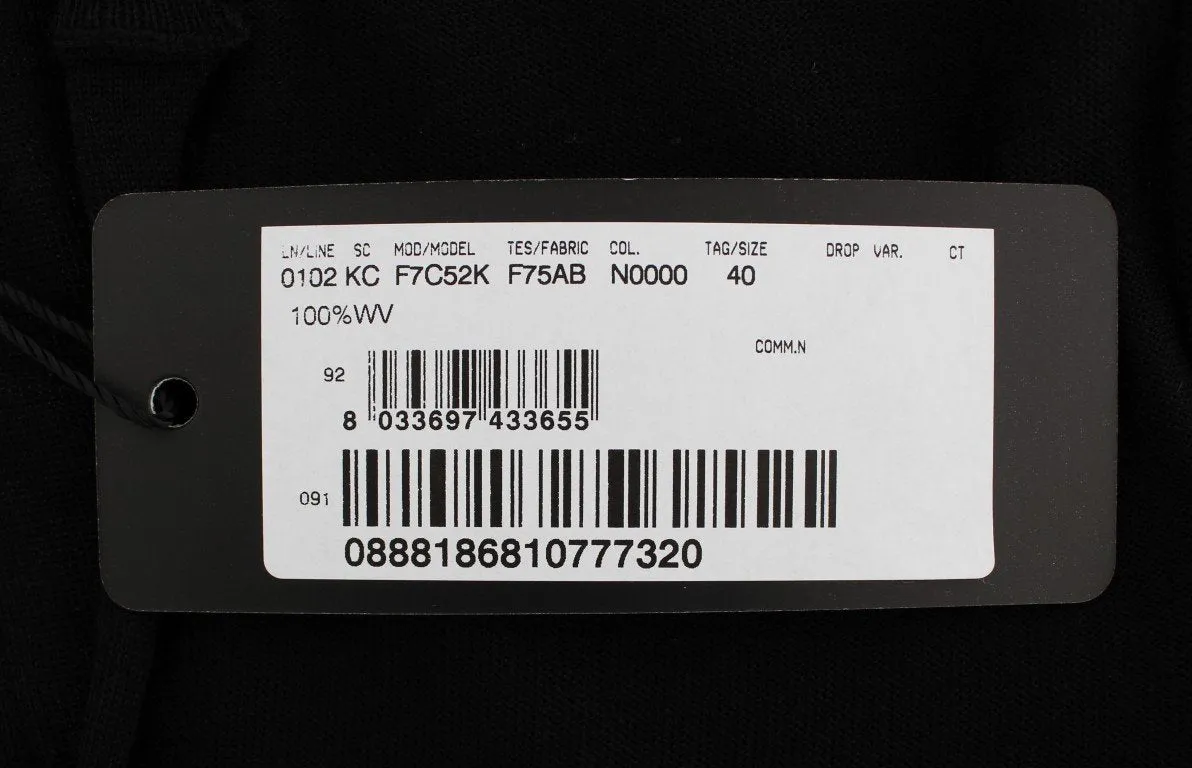 LN/LINE SC MOD/MODEL TES/FABRIC COL. TAG/SIZE DROP VAR. CT
0102 KC F7C52K F75AB N0000 40
100%WV
COMM.N
92
8 033697 433655
091
0888186810777320